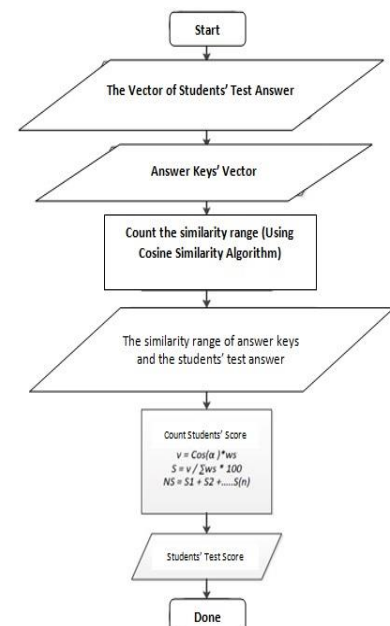 Start
The Vector of Students' Test Answer
Answer Keys' Vector
Count the similarity range (Using
Cosine Similarity Algorithm)
The similarity range of answer keys
and the students' test answer
Count Students' Score
v = Cos(α )*ws
S = v / ∑ws * 100
NS = S1 + S2 +.....S(n)
Students' Test Score
Done